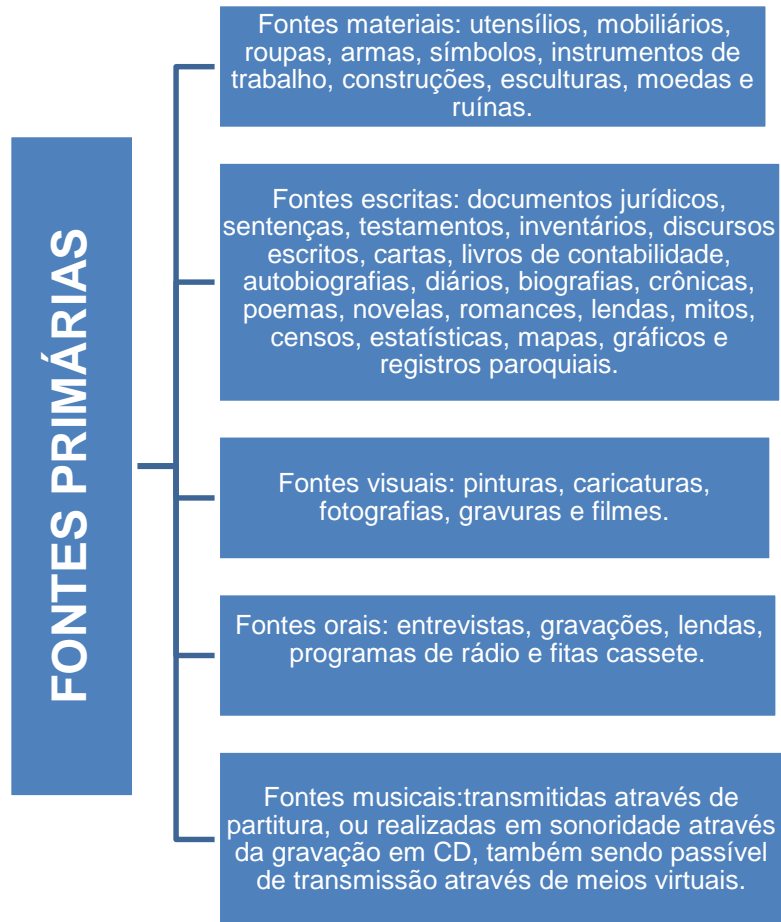 FONTES PRIMÁRIAS
Fontes materiais: utensílios, mobiliários,
roupas, armas, símbolos, instrumentos de
trabalho, construções, esculturas, moedas e
ruínas.
Fontes escritas: documentos jurídicos,
sentenças, testamentos, inventários, discursos
escritos, cartas, livros de contabilidade,
autobiografias, diários, biografias, crônicas,
poemas, novelas, romances, lendas, mitos,
censos, estatísticas, mapas, gráficos e
registros paroquiais.
Fontes visuais: pinturas, caricaturas,
fotografias, gravuras e filmes.
Fontes orais: entrevistas, gravações, lendas,
programas de rádio e fitas cassete.
Fontes musicais:transmitidas através de
partitura, ou realizadas em sonoridade através
da gravação em CD, também sendo passível
de transmissão através de meios virtuais.